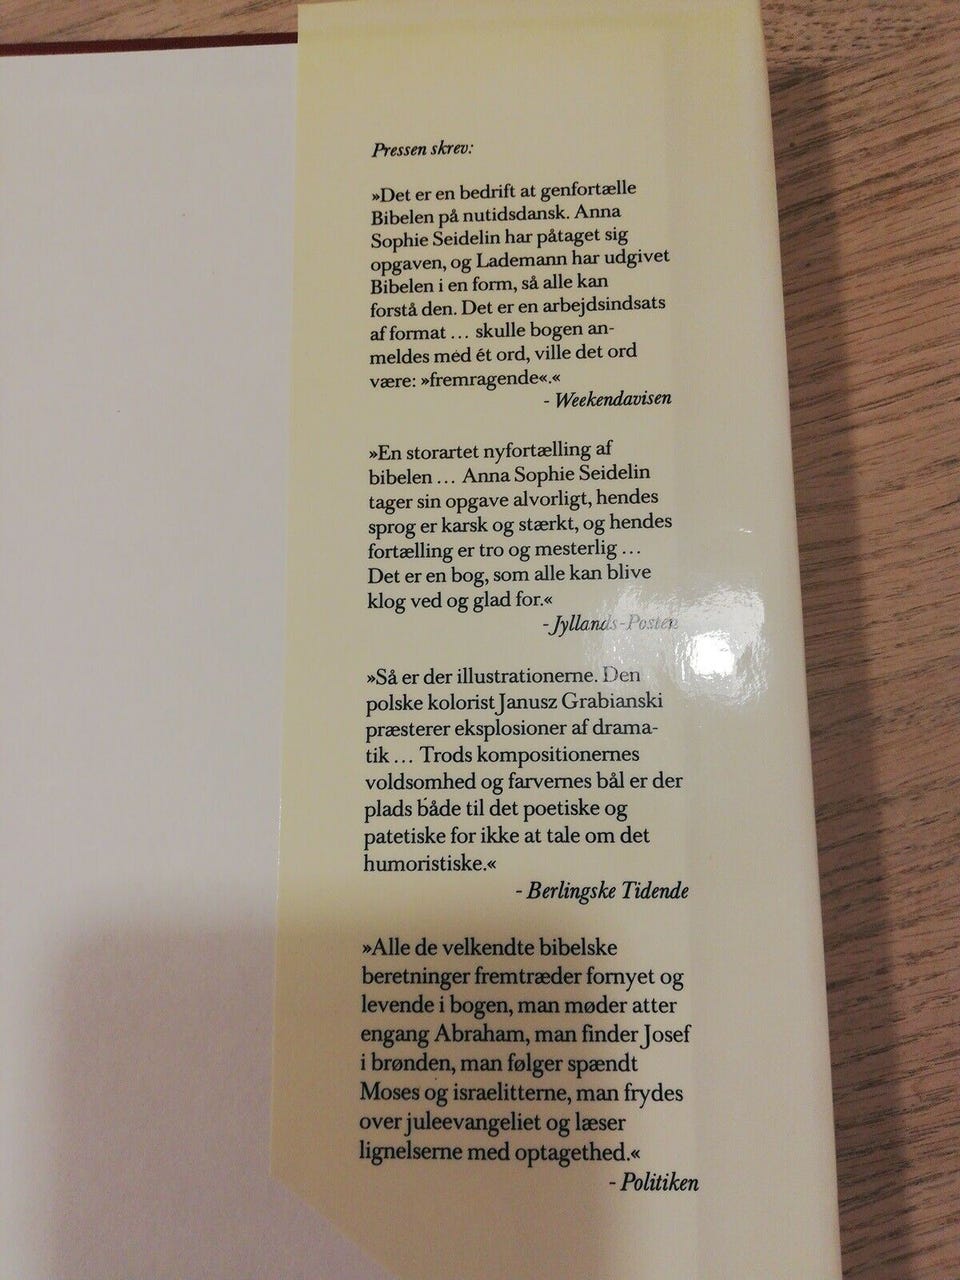 Pressen skrev:
»Det er en bedrift at genfortælle
Bibelen på nutidsdansk. Anna
Sophie Seidelin har påtaget sig
opgaven, og Lademann har udgivet
Bibelen i en form, så alle kan
forstå den. Det er en arbejdsindsats
af format ... skulle bogen an-
meldes med ét ord, ville det ord
være: »fremragende«.«
- Weekendavisen
»En storartet nyfortælling af
bibelen ... Anna Sophie Seidelin
tager sin opgave alvorligt, hendes
sprog er karsk og stærkt, og hendes
fortælling er tro og mesterlig ...
Det er en bog, som alle kan blive
klog ved og glad for.«
- Jyllands-Posten
»Så er der illustrationerne. Den
polske kolorist Janusz Grabianski
præsterer eksplosioner af drama-
tik ... Trods kompositionernes
voldsomhed og farvernes bål er der
plads både til det poetiske og
patetiske for ikke at tale om det
humoristiske.«
- Berlingske Tidende
»Alle de velkendte bibelske
beretninger fremtræder fornyet og
levende i bogen, man møder atter
engang Abraham, man finder Josef
i brønden, man følger spændt
Moses og israelitterne, man frydes
over juleevangeliet og læser
lignelserne med optagethed.«
- Politiken